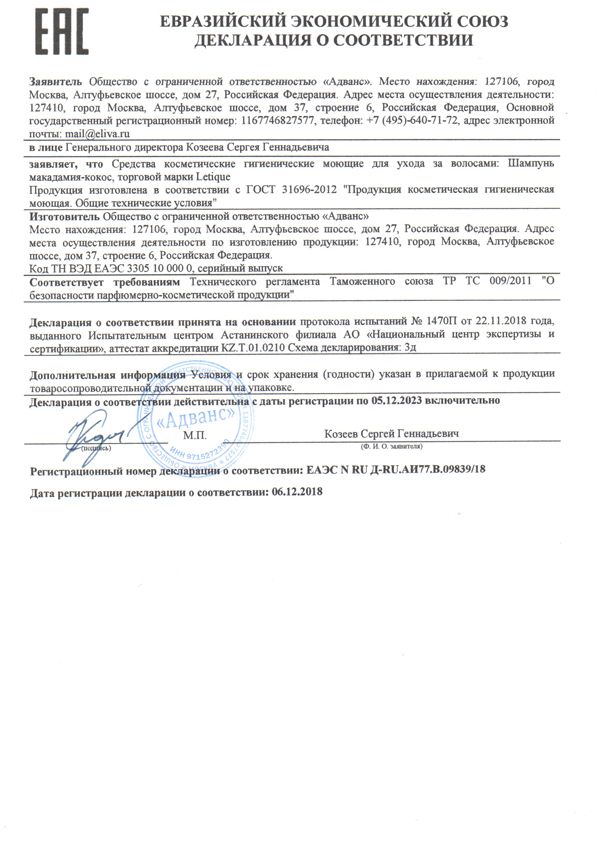 EAC
ЕВРАЗИЙСКИЙ ЭКОНОМИЧЕСКИЙ СОЮЗ
ДЕКЛАРАЦИЯ О СООТВЕТСТВИИ
Заявитель Общество с ограниченной ответственностью «Адванс». Место нахождения: 127106, город
Москва, Алтуфьевское шоссе, дом 27, Российская Федерация. Адрес места осуществления деятельности:
127410, город Москва, Алтуфьевское шоссе, дом 37, строение 6, Российская Федерация, Основной
государственный регистрационный номер: 1167746827577, телефон: +7 (495)-640-71-72, адрес электронной
почты: mail@eliva.ru
в лице Генерального директора Козеева Сергея Геннадьевича
заявляет, что Средства косметические гигиенические моющие для ухода за волосами: Шампунь
макадамия-кокос, торговой марки Letique
Продукция изготовлена в соответствии с ГОСТ 31696-2012 "Продукция косметическая гигиеническая
моющая. Общие технические условия"
Изготовитель Общество с ограниченной ответственностью «Адванс»
Место нахождения: 127106, город Москва, Алтуфьевское шоссе, дом 27, Российская Федерация. Адрес
места осуществления деятельности по изготовлению продукции: 127410, город Москва, Алтуфьевское
шоссе, дом 37, строение 6, Российская Федерация.
Код ТН ВЭД ЕАЭС 3305 10 000 0, серийный выпуск
Соответствует требованиям Технического регламента Таможенного союза ТР ТС 009/2011 "О
безопасности парфюмерно-косметической продукции"
Декларация о соответствии принята на основании протокола испытаний № 1470П от 22.11.2018 года,
выданного Испытательным центром Астанинского филиала АО «Национальный центр экспертизы и
сертификации», аттестат аккредитации KZ.T.01.0210 Схема декларирования: 3д
Дополнительная информация Условия и срок хранения (годности) указан в прилагаемой к продукции
товаросопроводительной документации и на упаковке.
Декларация о соответствии действительна с даты регистрации по 05.12.2023 включительно
«Адванс»
М.П.
Козеев Сергей Геннадьевич
(подпись)
(Ф. И. О. заявителя)
Регистрационный номер декларации о соответствии: ЕАЭС N RU Д-RU.АИ77.В.09839/18
Дата регистрации декларации о соответствии: 06.12.2018